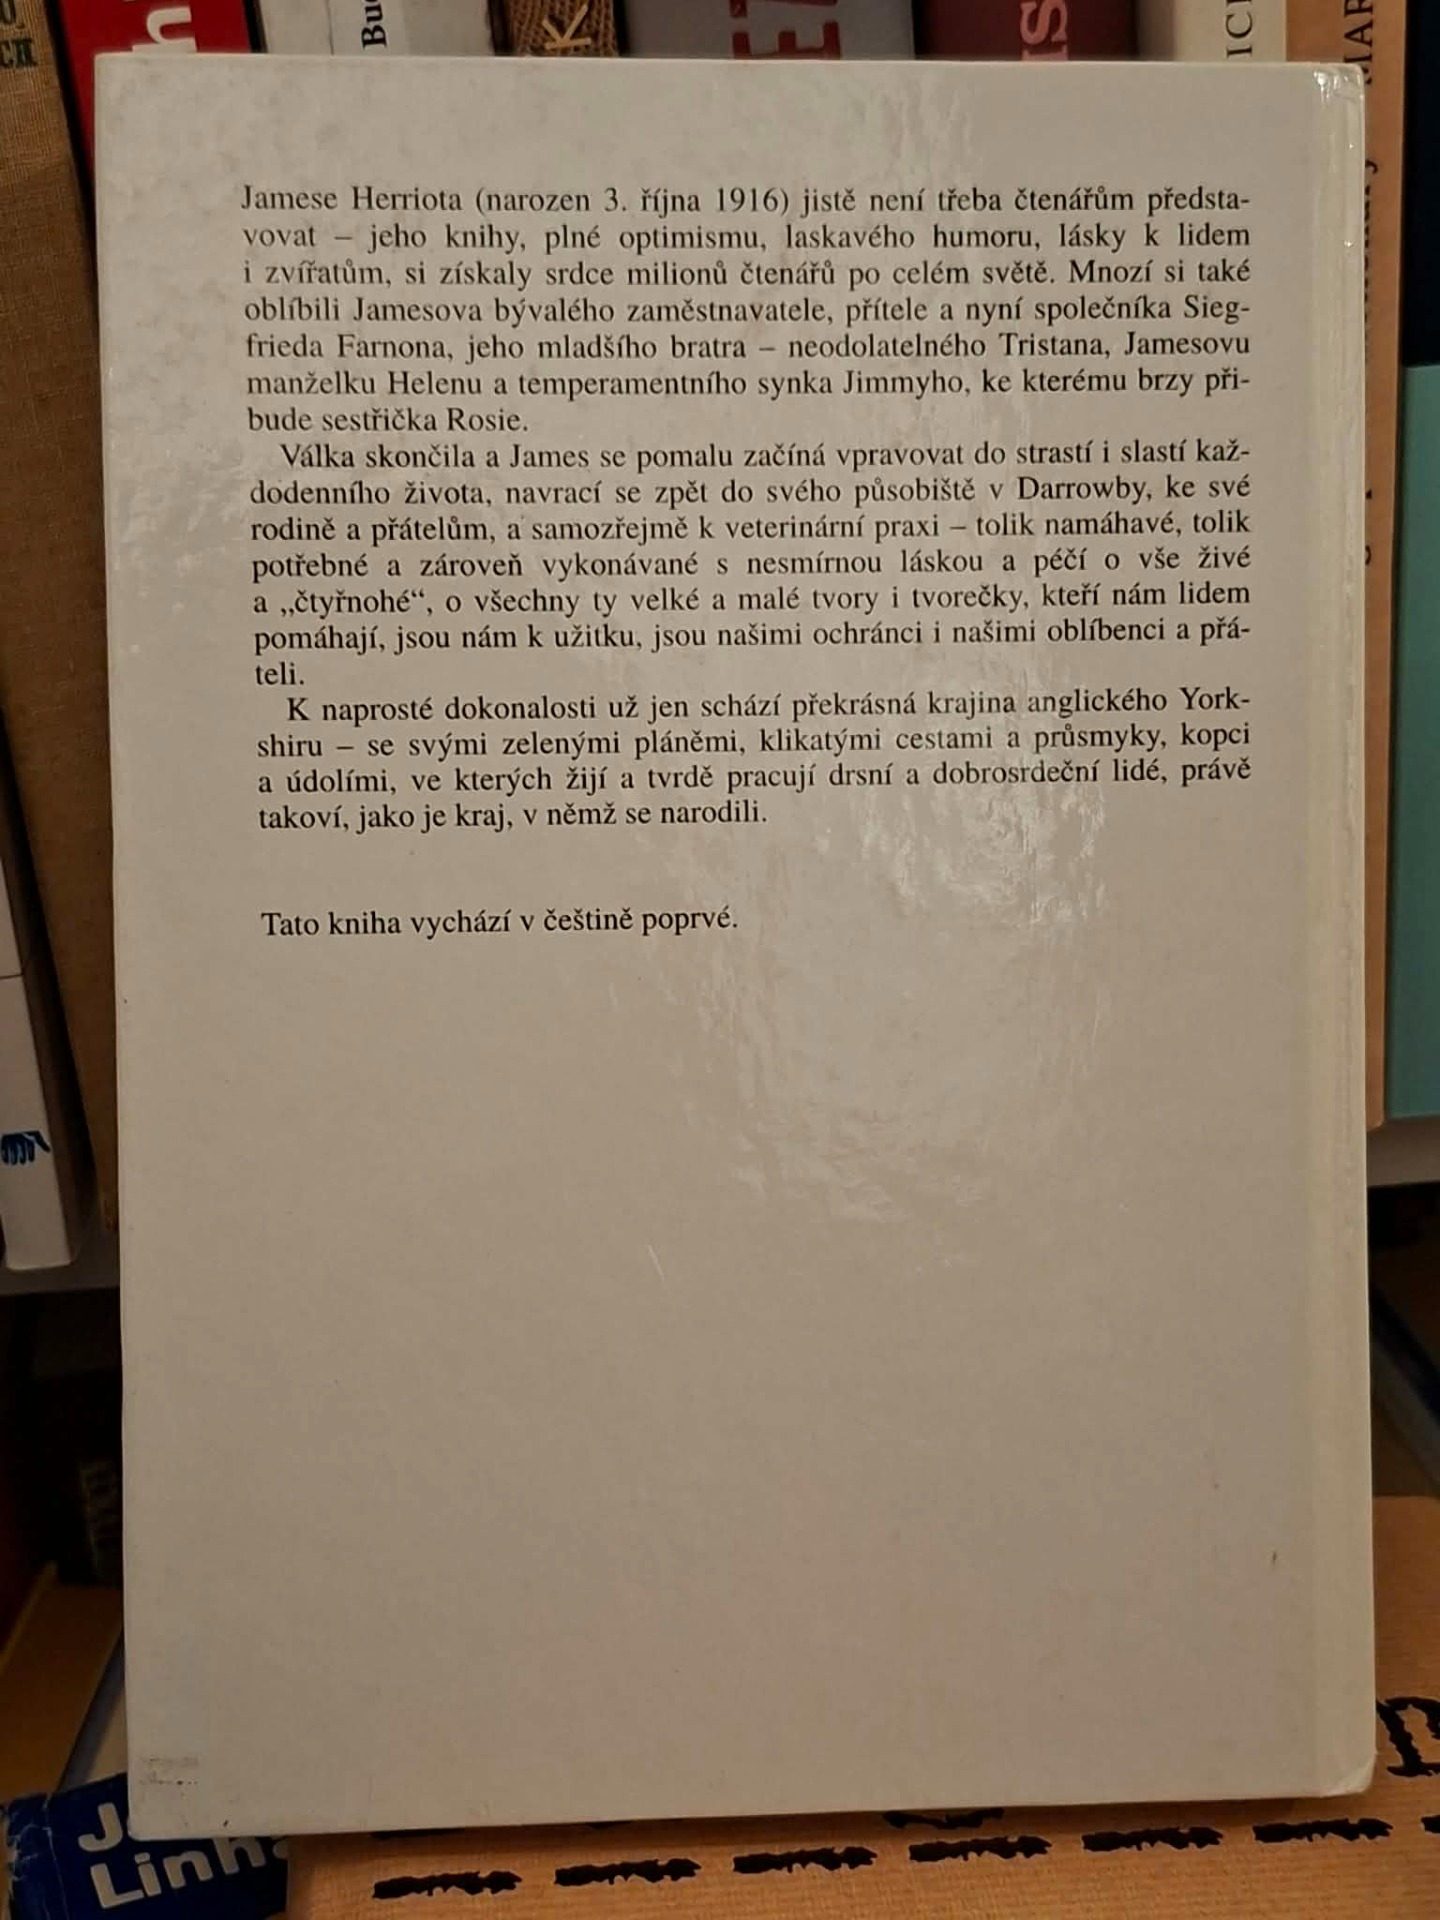 Bu
K
IS
ICI
MAR
Jamese Herriota (narozen 3. října 1916) jistě není třeba čtenářům předsta-
vovat – jeho knihy, plné optimismu, laskavého humoru, lásky k lidem
i zvířatům, si získaly srdce milionů čtenářů po celém světě. Mnozí si také
oblíbili Jamesova bývalého zaměstnavatele, přítele a nyní společníka Sieg-
frieda Farnona, jeho mladšího bratra – neodolatelného Tristana, Jamesovu
manželku Helenu a temperamentního synka Jimmyho, ke kterému brzy při-
bude sestřička Rosie.
Válka skončila a James se pomalu začíná vpravovat do strastí i slastí kaž-
dodenního života, navrací se zpět do svého působiště v Darrowby, ke své
rodině a přátelům, a samozřejmě k veterinární praxi – tolik namáhavé, tolik
potřebné a zároveň vykonávané s nesmírnou láskou a péčí o vše živé
a „čtyřnohé“, o všechny ty velké a malé tvory i tvorečky, kteří nám lidem
pomáhají, jsou nám k užitku, jsou našimi ochránci i našimi oblíbenci a přá-
teli.
K naprosté dokonalosti už jen schází překrásná krajina anglického York-
shiru – se svými zelenými pláněmi, klikatými cestami a průsmyky, kopci
a údolími, ve kterých žijí a tvrdě pracují drsní a dobrosrdeční lidé, právě
takoví, jako je kraj, v němž se narodili.
Tato kniha vychází v češtině poprvé.
J
Linh